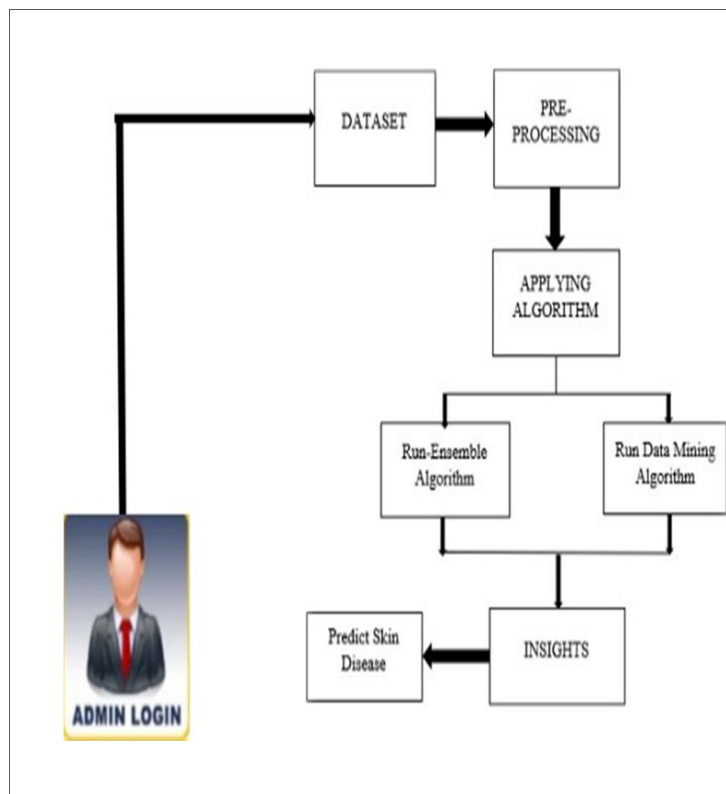 DATASET
PRE-
PROCESSING
APPLYING
ALGORITHM
Run-Ensemble
Algorithm
Run Data Mining
Algorithm
INSIGHTS
Predict Skin
Disease
ADMIN LOGIN